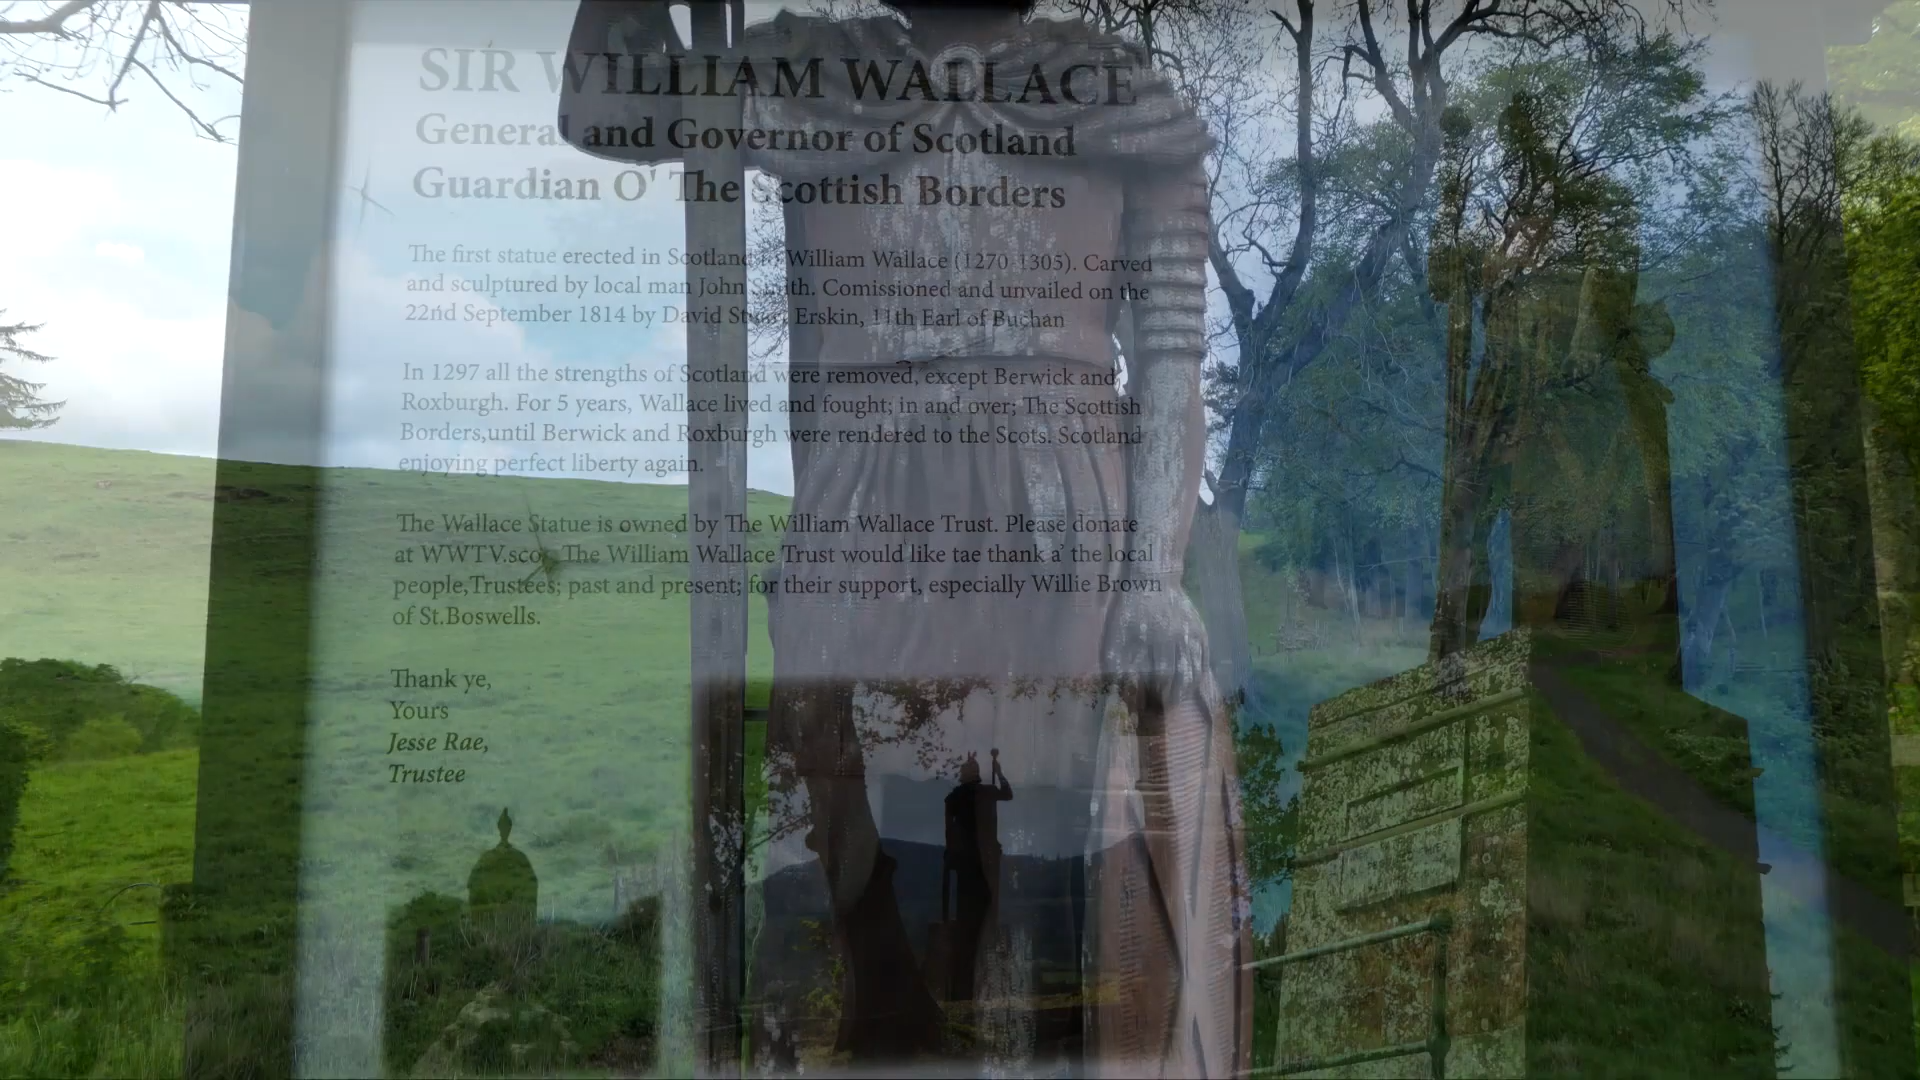 SIR WILLIAM WALLACE
General and Governor of Scotland
Guardian O' The Scottish Borders
The first statue erected in Scotland to William Wallace (1270-1305). Carved
and sculptured by local man John Smith. Comissioned and unvailed on the
22nd September 1814 by David Stuart Erskin, 11th Earl of Buchan
In 1297 all the strengths of Scotland were removed, except Berwick and
Roxburgh. For 5 years, Wallace lived and fought; in and over; The Scottish
Borders,until Berwick and Roxburgh were rendered to the Scots. Scotland
enjoying perfect liberty again.
The Wallace Statue is owned by The William Wallace Trust. Please donate
at WWTV.scot The William Wallace Trust would like tae thank a' the local
people,Trustees; past and present; for their support, especially Willie Brown
of St.Boswells.
Thank ye,
Yours
Jesse Rae,
Trustee